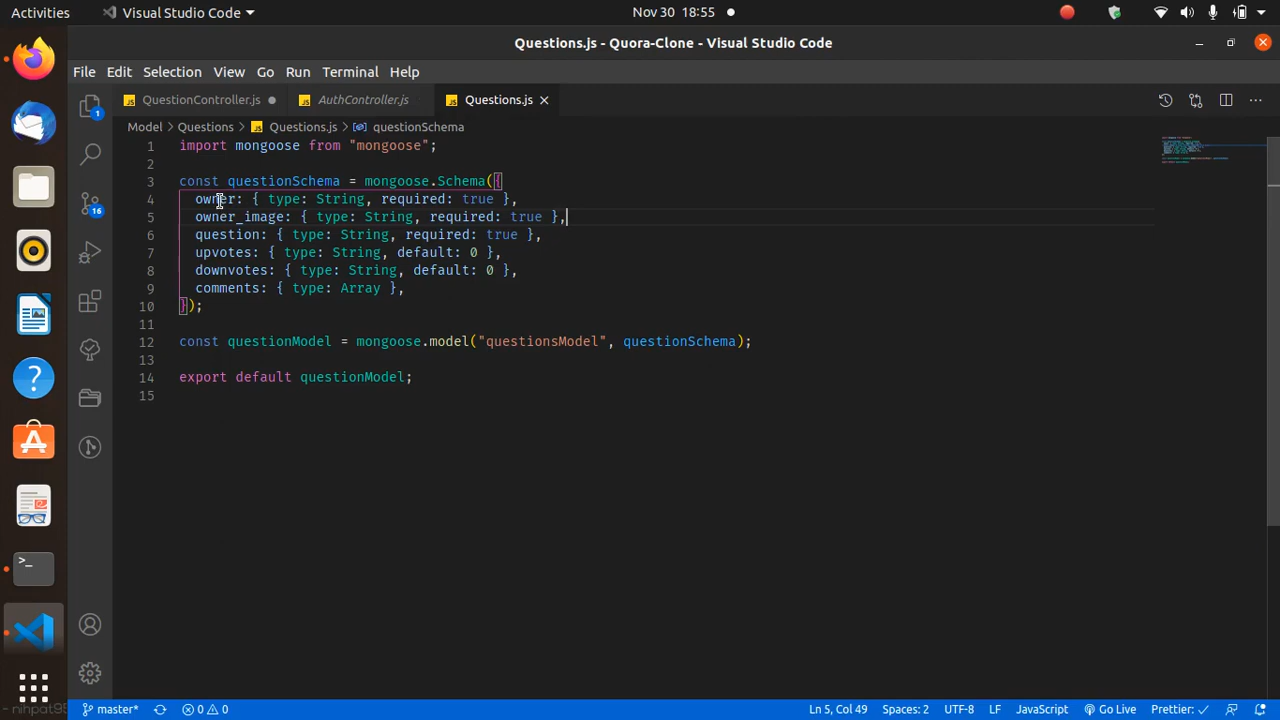 Activities
Visual Studio Code
Nov 30 18:55
Questions.js - Quora-Clone - Visual Studio Code
File Edit Selection View Go Run Terminal Help
QuestionController.js AuthController.js Questions.js
Model Questions Questions.js questionSchema
1 import mongoose from "mongoose";
2
3 const questionSchema = mongoose.Schema({
4 owner: { type: String, required: true },
5 owner_image: { type: String, required: true },
6 question: { type: String, required: true },
7 upvotes: { type: String, default: 0 },
8 downvotes: { type: String, default: 0 },
9 comments: { type: Array },
10 });
11
12 const questionModel = mongoose.model("questionsModel", questionSchema);
13
14 export default questionModel;
15
1
16
master* 0 0 Ln 5, Col 49 Spaces: 2 UTF-8 LF JavaScript Go Live Prettier: